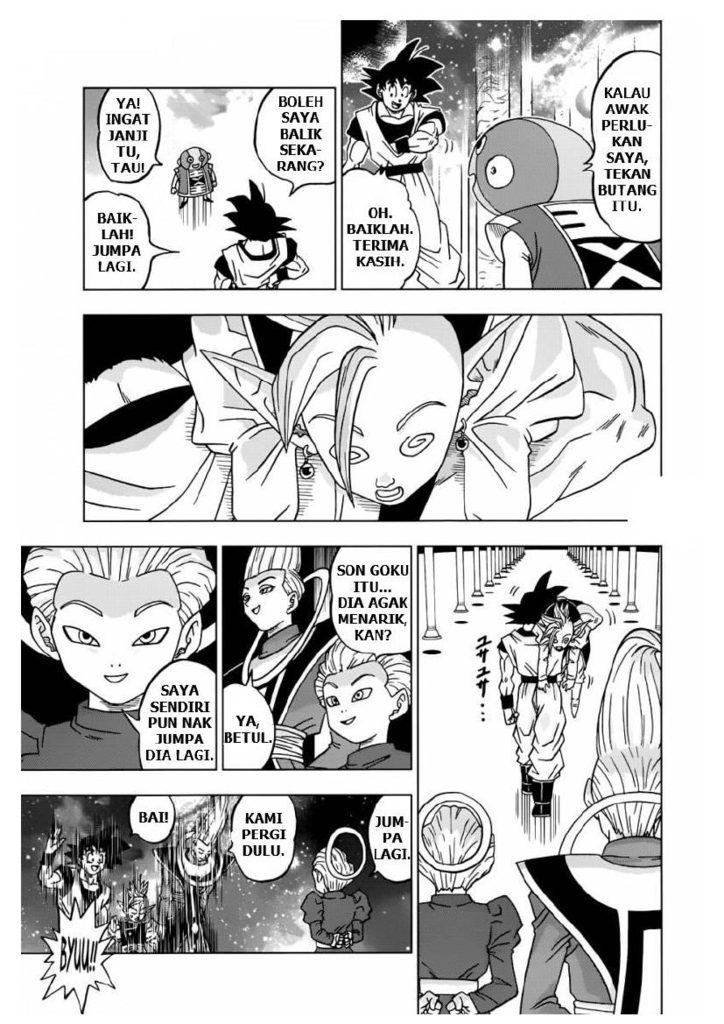 KALAU
AWAK
PERLU-
KAN
SAYA,
TEKAN
BUTANG
ITU.
OH.
BAIKLAH.
TERIMA
KASIH.
BOLEH
SAYA
BALIK
SEKA-
RANG?
YA!
INGAT
JANJI
TU,
TAU!
BAIK-
LAH!
JUMPA
LAGI.
ユサユサ・・・
SON GOKU
ITU...
DIA AGAK
MENARIK,
KAN?
YA,
BETUL.
SAYA
SENDIRI
PUN NAK
JUMPA
DIA LAGI.
JUM-
PA
LAGI.
KAMI
PERGI
DULU.
BAI!
BYUU!!